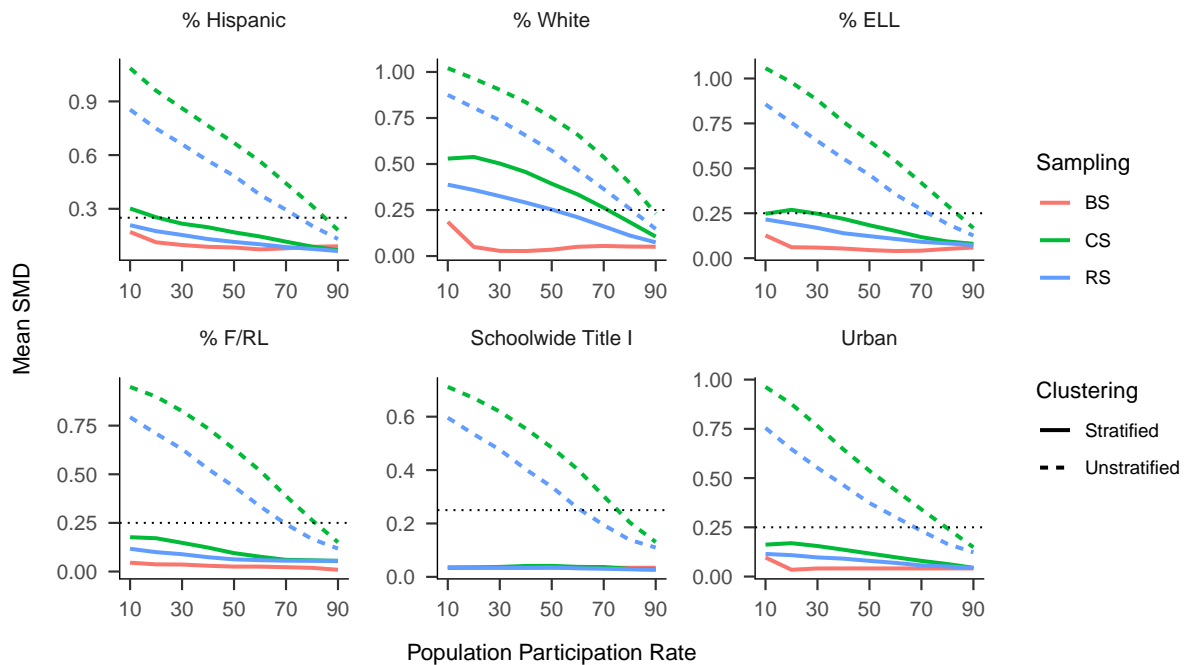 % Hispanic
% White
% ELL
0.9
0.6
0.3
10 30 50 70 90
1.00
0.75
0.50
0.25
0.00
10 30 50 70 90
1.00
0.75
0.50
0.25
0.00
10 30 50 70 90
% F/RL
Schoolwide Title I
Urban
0.75
0.50
0.25
0.00
10 30 50 70 90
0.6
0.4
0.2
0.0
10 30 50 70 90
1.00
0.75
0.50
0.25
0.00
10 30 50 70 90
Mean SMD
Population Participation Rate
Sampling
BS
CS
RS
Clustering
Stratified
Unstratified